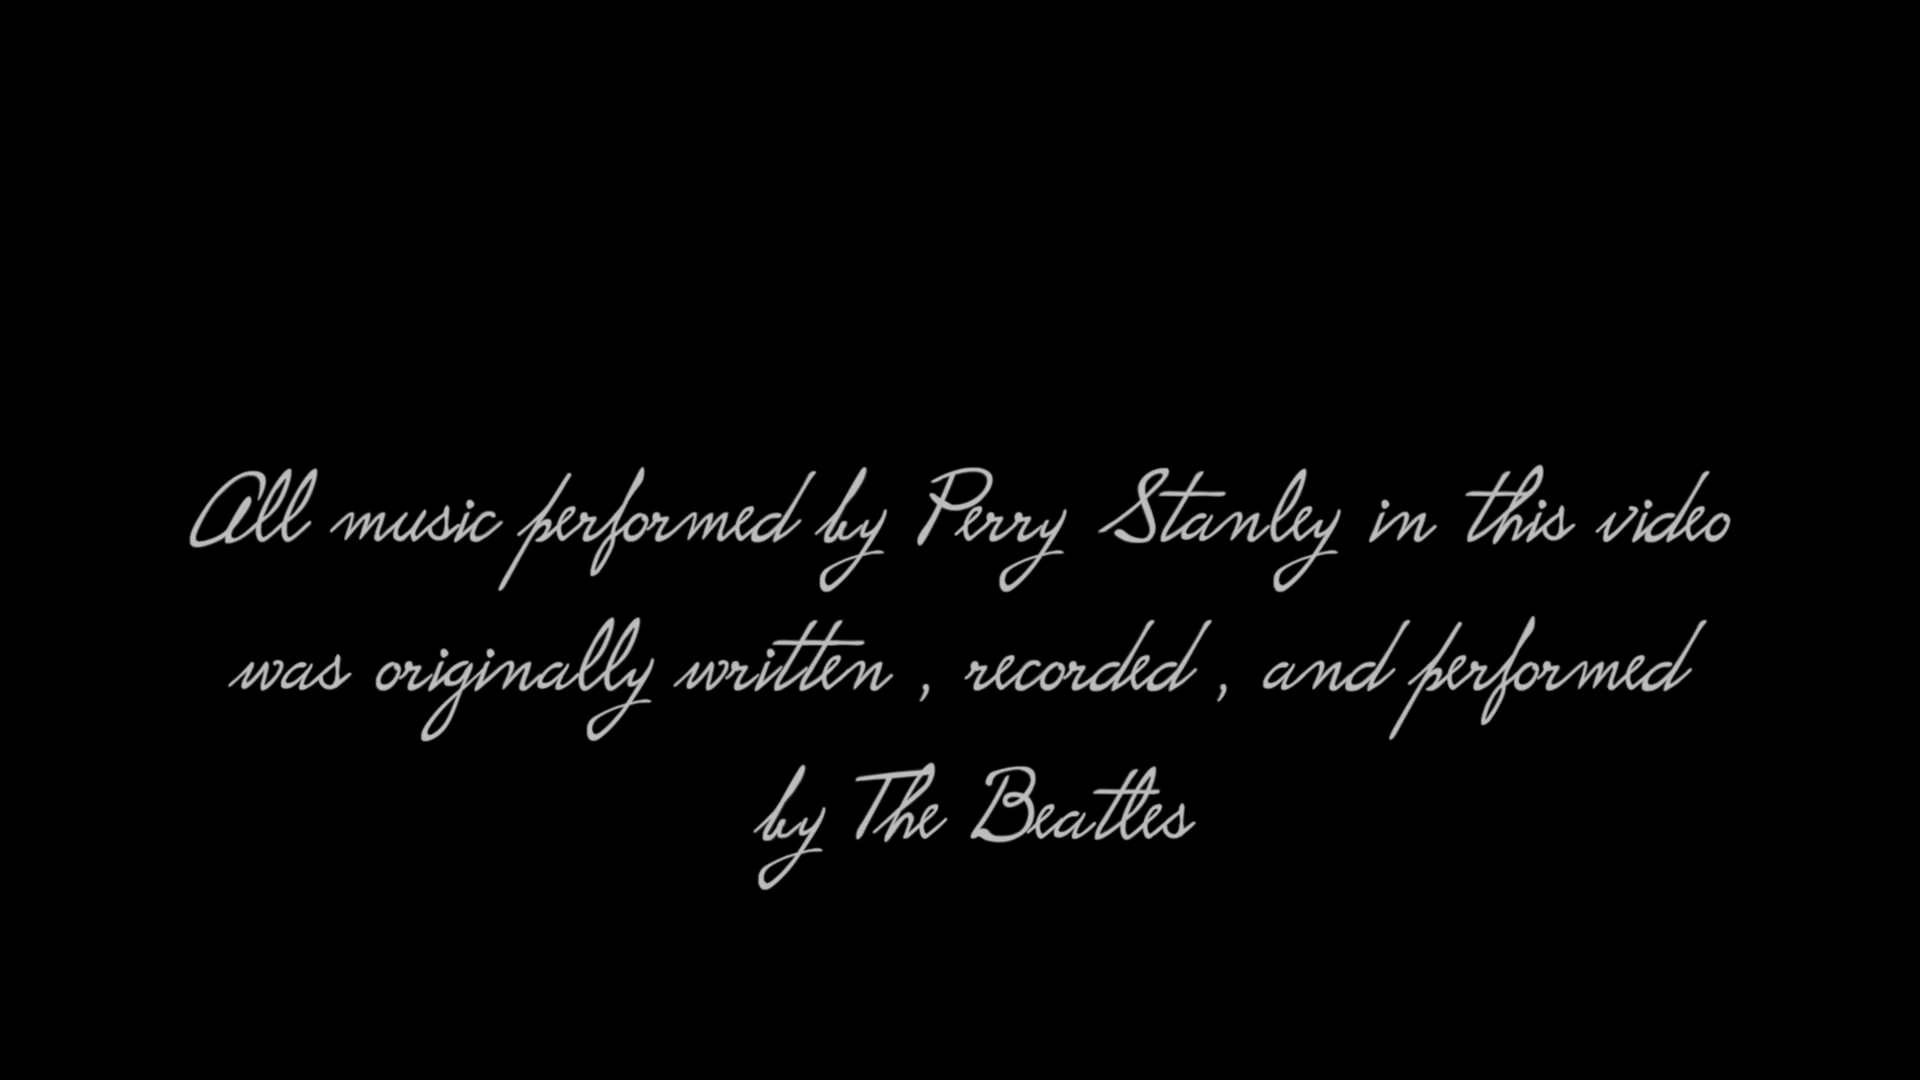 All music performed by Perry Stanley in this video
was originally written , recorded , and performed
by The Beatles